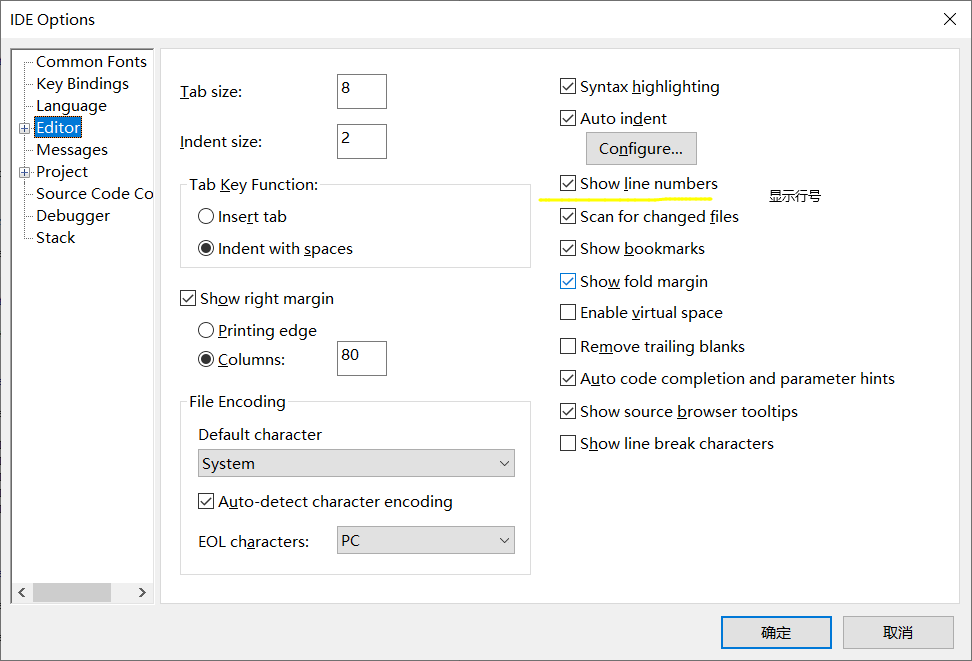 IDE Options
Common Fonts
Key Bindings
Language
Editor
Messages
Project
Source Code Co
Debugger
Stack
Tab size:
8
Indent size:
2
Tab Key Function:
Insert tab
Indent with spaces
Show right margin
Printing edge
Columns:
80
File Encoding
Default character
System
Auto-detect character encoding
EOL characters:
PC
Syntax highlighting
Auto indent
Configure...
Show line numbers
显示行号
Scan for changed files
Show bookmarks
Show fold margin
Enable virtual space
Remove trailing blanks
Auto code completion and parameter hints
Show source browser tooltips
Show line break characters
确定
取消